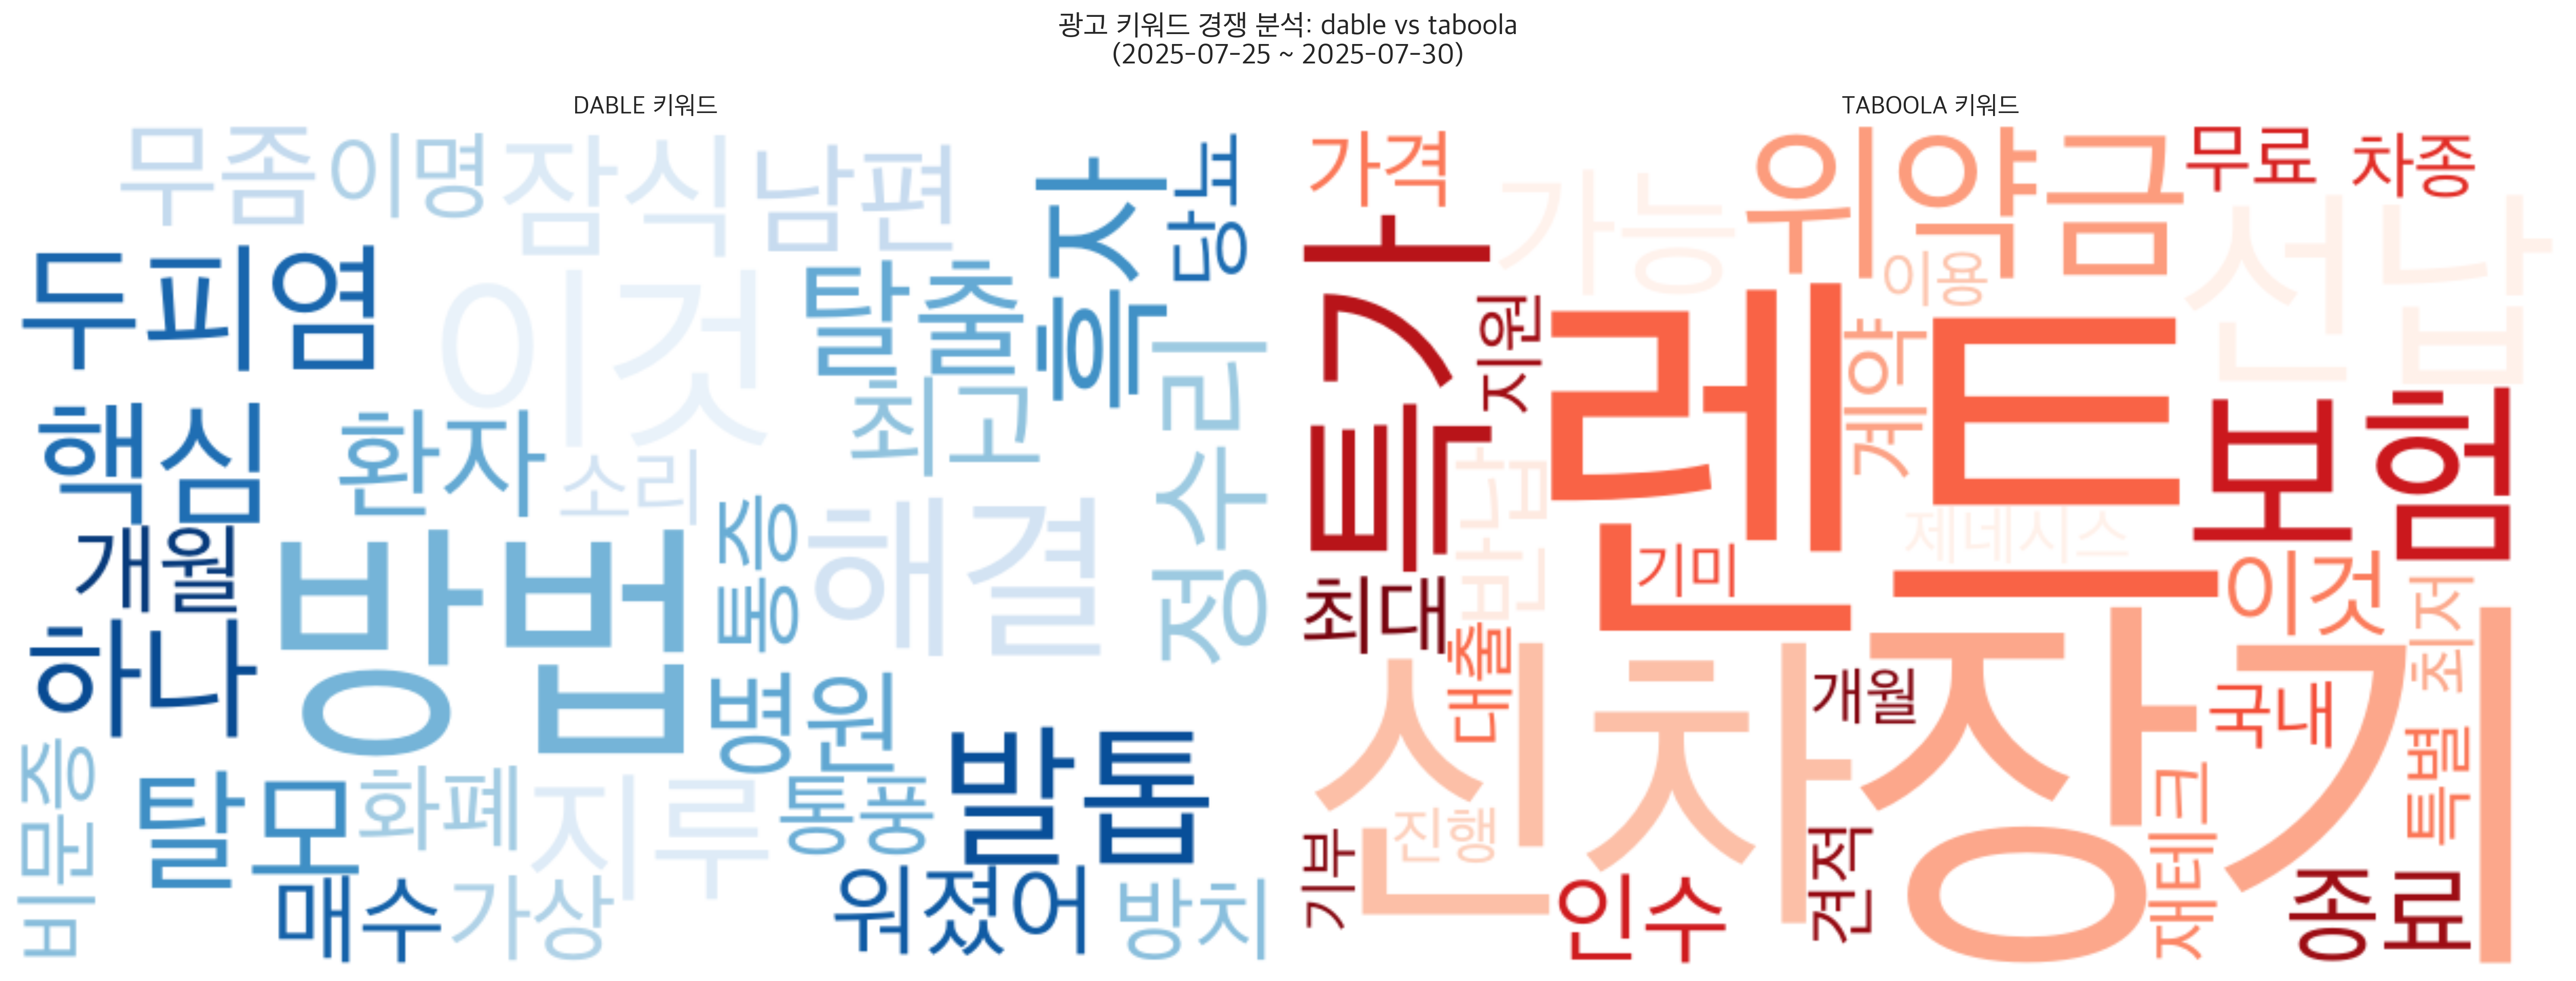 광고 키워드 경쟁 분석: dable vs taboola
(2025-07-25 ~ 2025-07-30)
DABLE 키워드
무좀
이명
잠식
남편
흑자
당뇨
두피염
이것
탈출
핵심
환자
소리
최고
정수리
개월
방법
통증
해결
하나
병원
비문증
탈모
화폐
지루
통풍
발톱
매수
가상
워졌어
방치
TABOOLA 키워드
가격
가능
위약금
무료
차종
특가
지원
이용
선납
렌트
계약
보험
반납
기미
제네시스
최대
대출
이것
최저
신차
개월
장기
국내
특별
기부
진행
인수
견적
재테크
종료